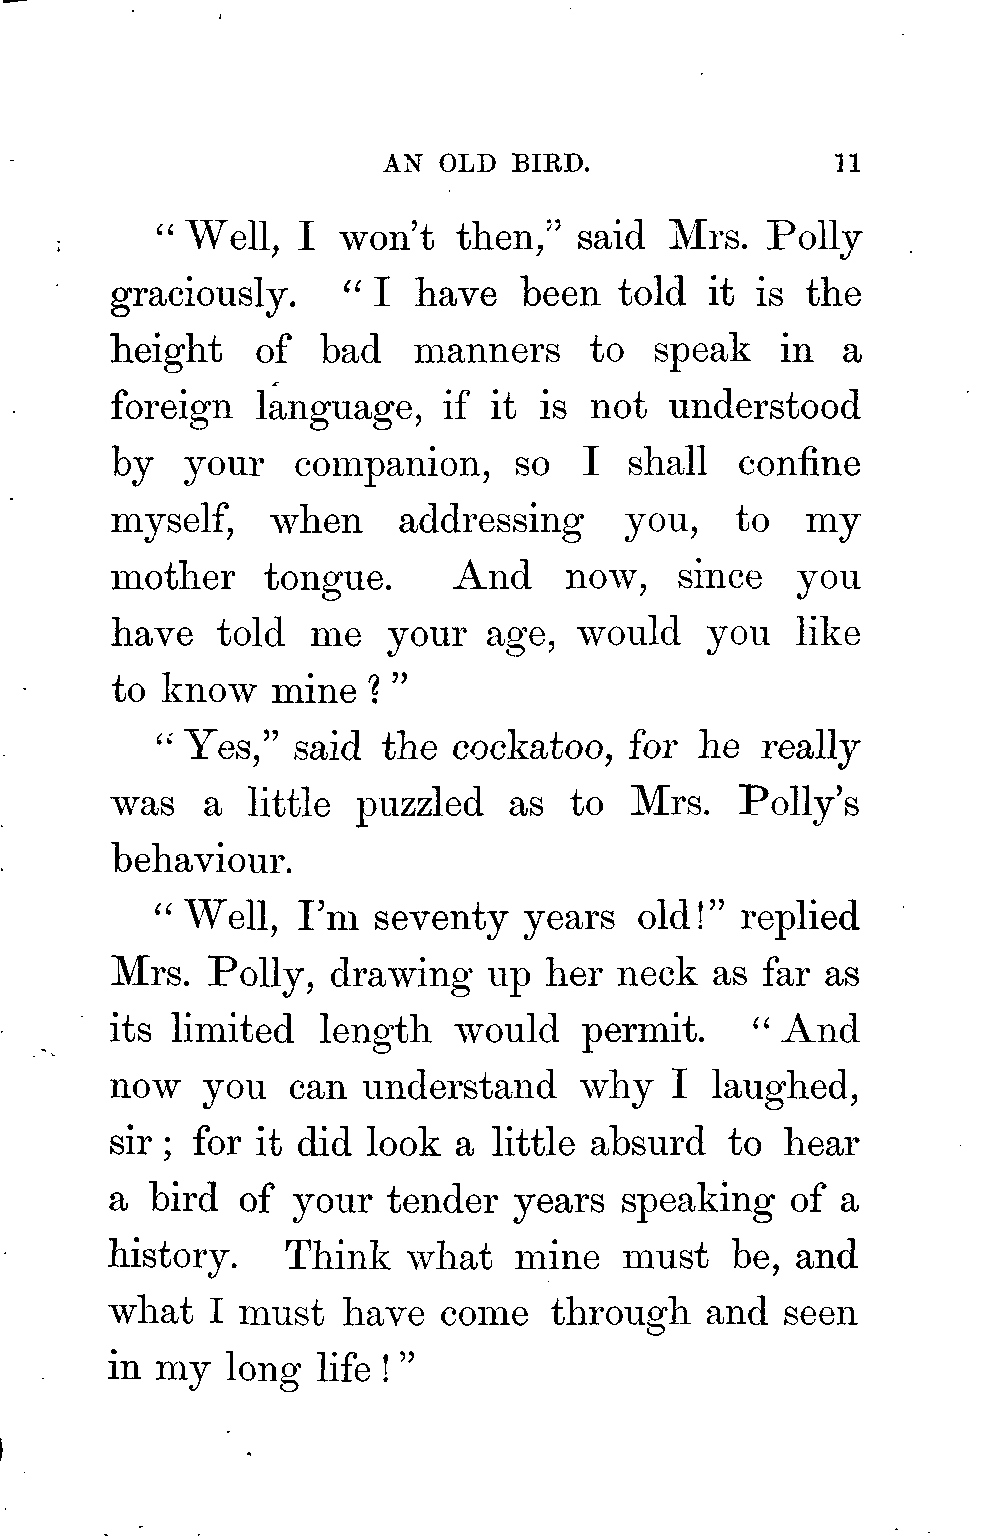 AN OLD BIRD. 11
“Well, I won’t then,” said Mrs. Polly
graciously. “I have been told it is the
height of bad manners to speak in a
foreign language, if it is not understood
by your companion, so I shall confine
myself, when addressing you, to my
mother tongue. And now, since you
have told me your age, would you like
to know mine?”
“Yes,” said the cockatoo, for he really
was a little puzzled as to Mrs. Polly’s
behaviour.
“Well, I’m seventy years old!” replied
Mrs. Polly, drawing up her neck as far as
its limited length would permit. “And
now you can understand why I laughed,
sir; for it did look a little absurd to hear
a bird of your tender years speaking of a
history. Think what mine must be, and
what I must have come through and seen
in my long life!”